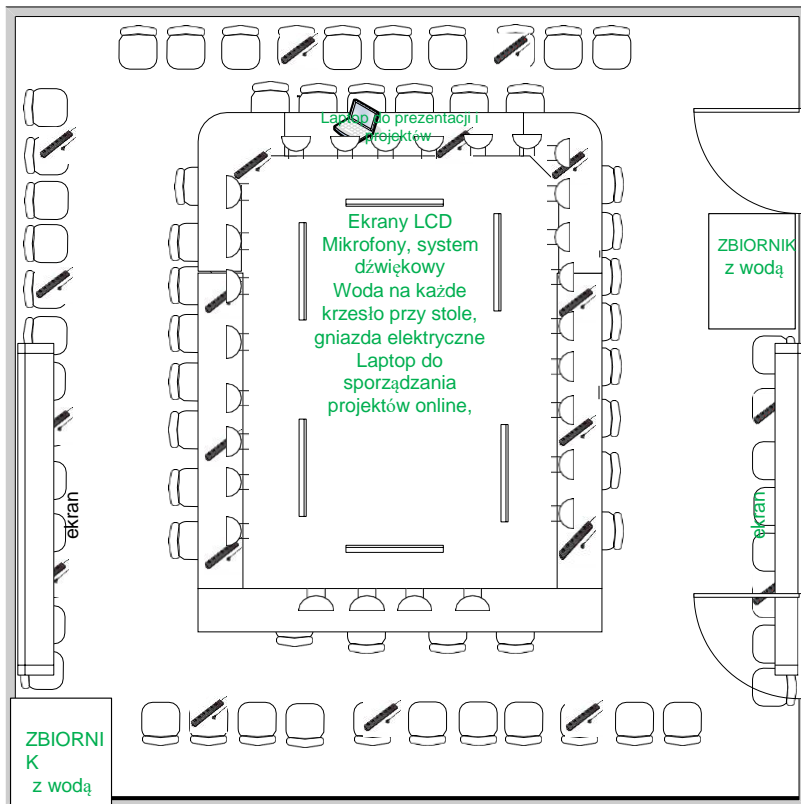 Laptop do prezentacji i
projektów
Ekrany LCD
Mikrofony, system
dźwiękowy
Woda na każde
krzesło przy stole,
gniazda elektryczne
Laptop do
sporządzania
projektów online,
ZBIORNIK
z wodą
ekran
ekran
ZBIORNI
K
z wodą